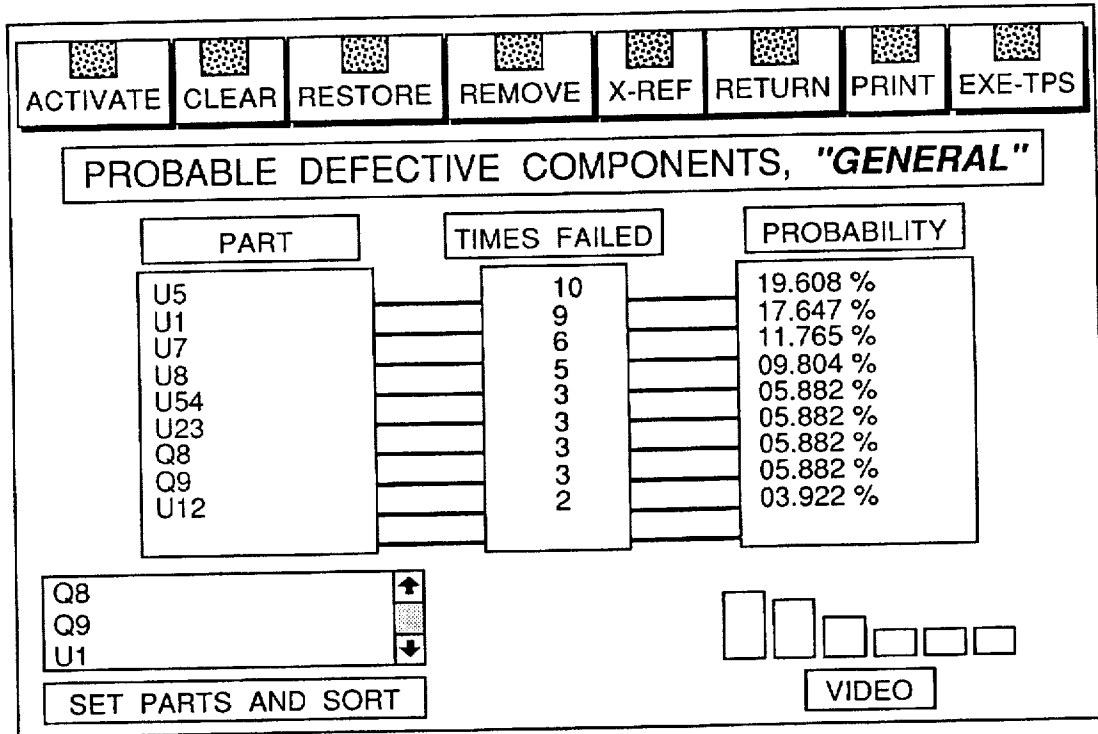 ACTIVATE CLEAR RESTORE REMOVE X-REF RETURN PRINT EXE-TPS
PROBABLE DEFECTIVE COMPONENTS, "GENERAL"
PART TIMES FAILED PROBABILITY
U5 10 19.608 %
U1 9 17.647 %
U7 6 11.765 %
U8 5 09.804 %
U54 3 05.882 %
U23 3 05.882 %
Q8 3 05.882 %
Q9 3 05.882 %
U12 2 03.922 %
Q8
Q9
U1
SET PARTS AND SORT
VIDEO